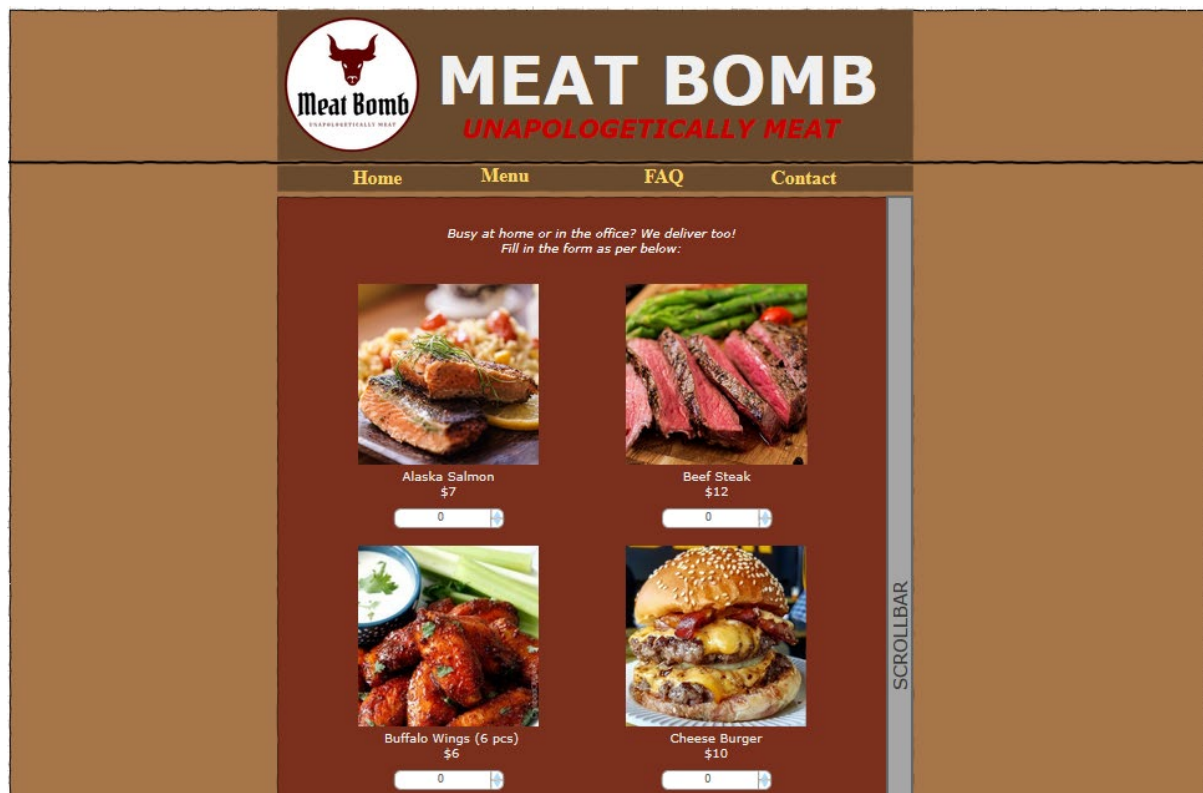 Meat Bomb
UNAPOLOGETICALLY MEAT
MEAT BOMB
UNAPOLOGETICALLY MEAT
Home Menu FAQ Contact
Busy at home or in the office? We deliver too!
Fill in the form as per below:
Alaska Salmon
$7
0
Beef Steak
$12
0
Buffalo Wings (6 pcs)
$6
0
Cheese Burger
$10
0
SCROLLBAR